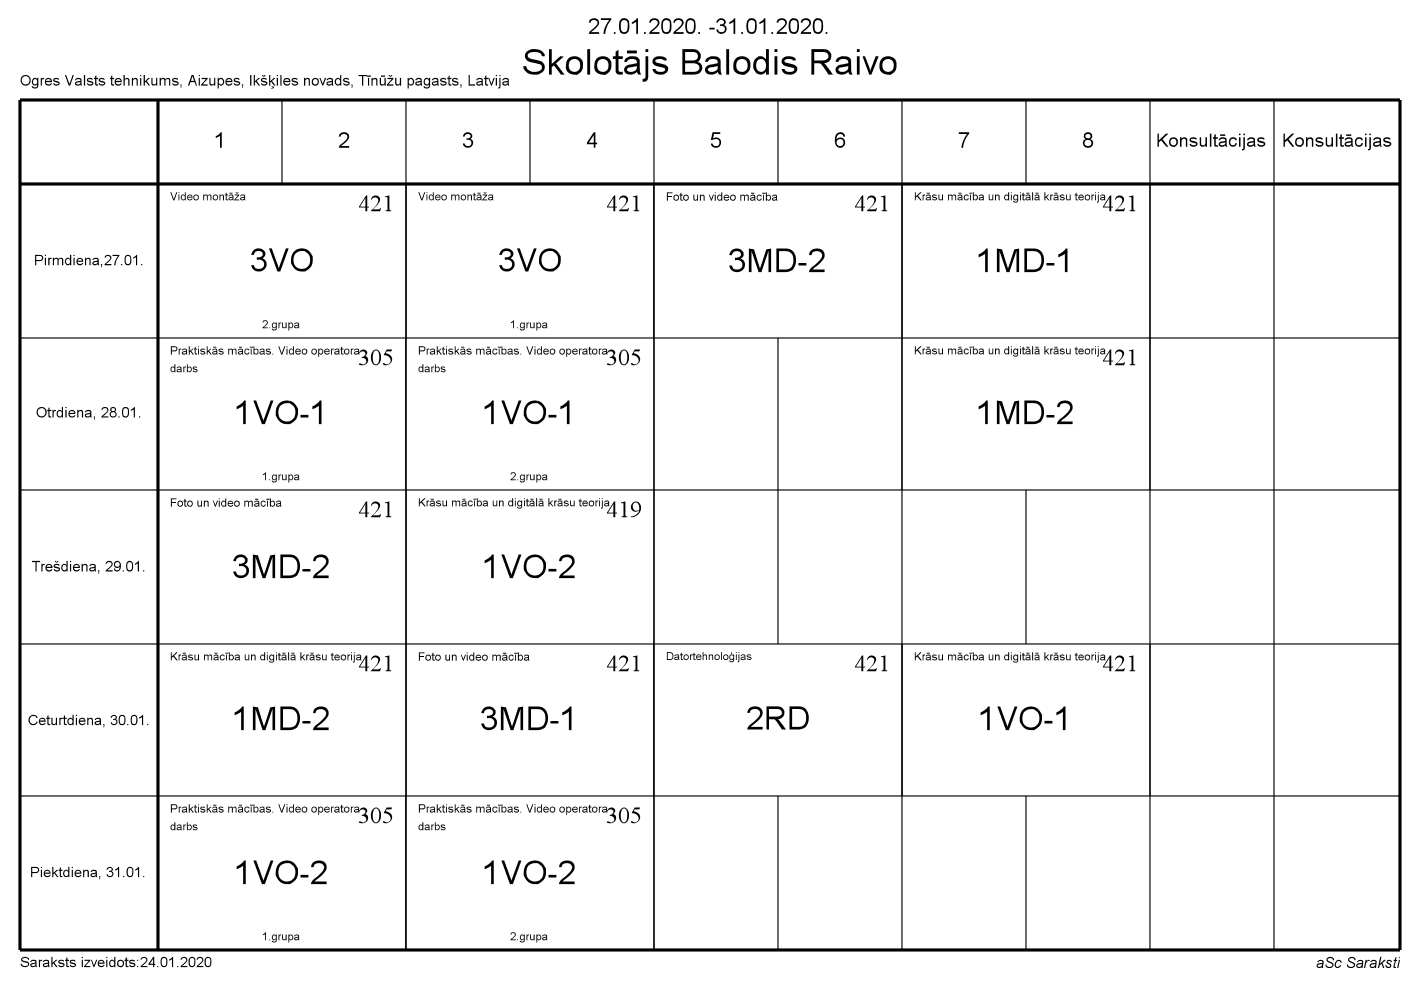 27.01.2020. -31.01.2020.
Skolotājs Balodis Raivo
Ogres Valsts tehnikums, Aizupes, Ikšķiles novads, Tīnūžu pagasts, Latvija
1 2 3 4 5 6 7 8 Konsultācijas Konsultācijas
Pirmdiena,27.01.
Video montāža 421
3VO
2.grupa
Video montāža 421
3VO
1.grupa
Foto un video mācība 421
3MD-2
Krāsu mācība un digitālā krāsu teorija 421
1MD-1
Otrdiena, 28.01.
Praktiskās mācības. Video operatora 305
darbs
1VO-1
1.grupa
Praktiskās mācības. Video operatora 305
darbs
1VO-1
2.grupa
Krāsu mācība un digitālā krāsu teorija 421
1MD-2
Trešdiena, 29.01.
Foto un video mācība 421
3MD-2
Krāsu mācība un digitālā krāsu teorija 419
1VO-2
Ceturtdiena, 30.01.
Krāsu mācība un digitālā krāsu teorija 421
1MD-2
Foto un video mācība 421
3MD-1
Datortehnoloģijas 421
2RD
Krāsu mācība un digitālā krāsu teorija 421
1VO-1
Piektdiena, 31.01.
Praktiskās mācības. Video operatora 305
darbs
1VO-2
1.grupa
Praktiskās mācības. Video operatora 305
darbs
1VO-2
2.grupa
Saraksts izveidots:24.01.2020
aSc Saraksti